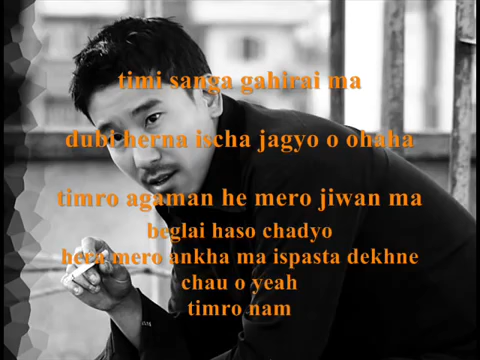 timi sanga gahirai ma
dubi herna ischa jagyo o ohaha
timro agaman he mero jiwan ma
beglai haso chadyo
hera mero ankha ma ispasta dekhne
chau o yeah
timro nam